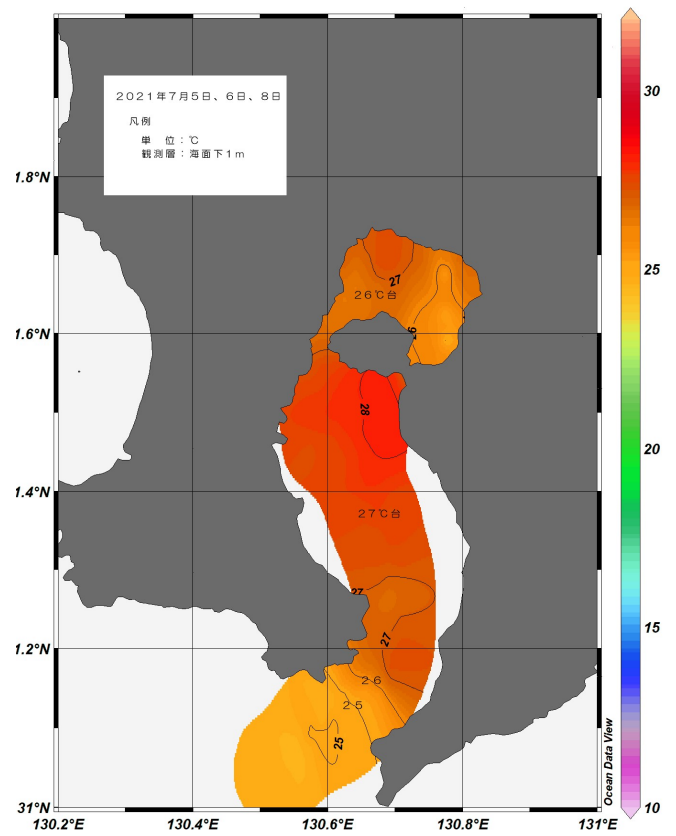 2021年7月5日、6日、8日
凡例
単 位：℃
観測層：海面下1m
30
1.8°N
27
26℃台
25
1.6°N
26
28
20
1.4°N
27℃台
27
27
1.2°N
26
15
25
25
Ocean Data View
31°N
10
130.2°E
130.4°E
130.6°E
130.8°E
131°E